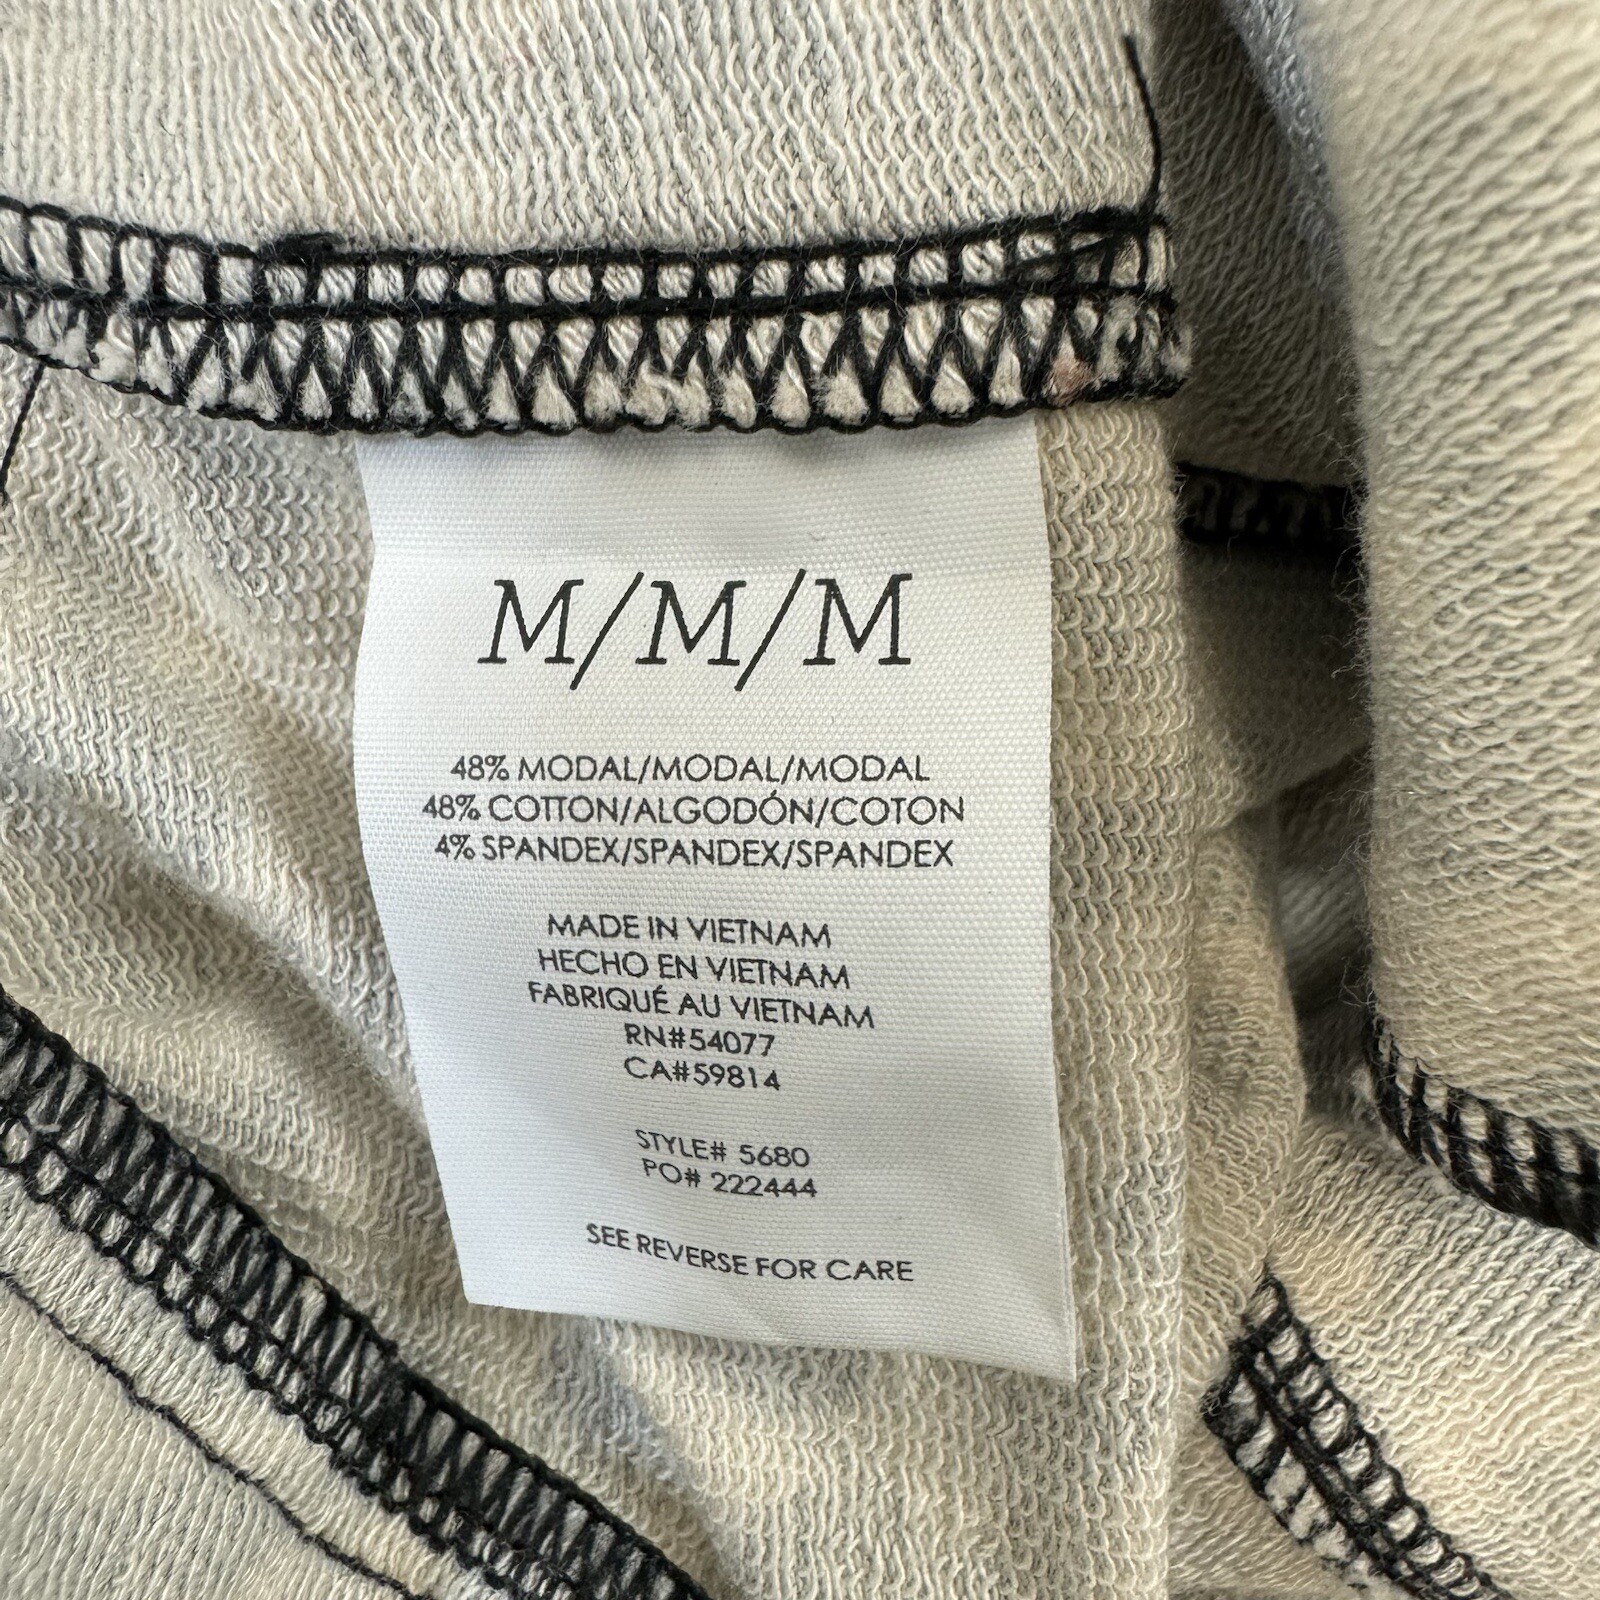 M/M/M
48% MODAL/MODAL/MODAL
48% COTTON/ALGODÓN/COTON
4% SPANDEX/SPANDEX/SPANDEX
MADE IN VIETNAM
HECHO EN VIETNAM
FABRIQUÉ AU VIETNAM
RN#54077
CA#59814
STYLE# 5680
PO# 222444
SEE REVERSE FOR CARE